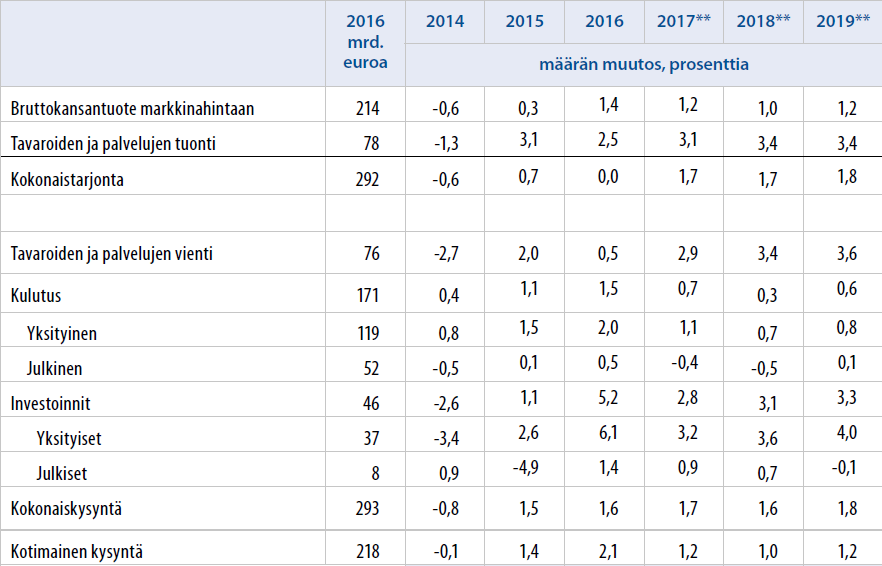 2016 mrd. euroa 2014 2015 2016 2017** 2018** 2019**
määrän muutos, prosenttia
Bruttokansantuote markkinahintaan 214 -0,6 0,3 1,4 1,2 1,0 1,2
Tavaroiden ja palvelujen tuonti 78 -1,3 3,1 2,5 3,1 3,4 3,4
Kokonaistarjonta 292 -0,6 0,7 0,0 1,7 1,7 1,8
Tavaroiden ja palvelujen vienti 76 -2,7 2,0 0,5 2,9 3,4 3,6
Kulutus 171 0,4 1,1 1,5 0,7 0,3 0,6
Yksityinen 119 0,8 1,5 2,0 1,1 0,7 0,8
Julkinen 52 -0,5 0,1 0,5 -0,4 -0,5 0,1
Investoinnit 46 -2,6 1,1 5,2 2,8 3,1 3,3
Yksityiset 37 -3,4 2,6 6,1 3,2 3,6 4,0
Julkiset 8 0,9 -4,9 1,4 0,9 0,7 -0,1
Kokonaiskysyntä 293 -0,8 1,5 1,6 1,7 1,6 1,8
Kotimainen kysyntä 218 -0,1 1,4 2,1 1,2 1,0 1,2